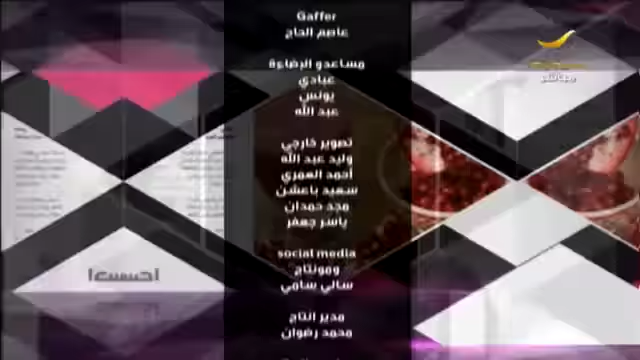 Gaffer
عاصم الحاج
مساعدو الإضاءة
عبادي
يونس
عبد الله
تصوير خارجي
وليد عبد الله
أحمد العمري
سعيد باعشن
مجد حمدان
ياسر جعفر
social media
ومونتاج
سالي سامي
مدير انتاج
محمد رضوان
مباشر